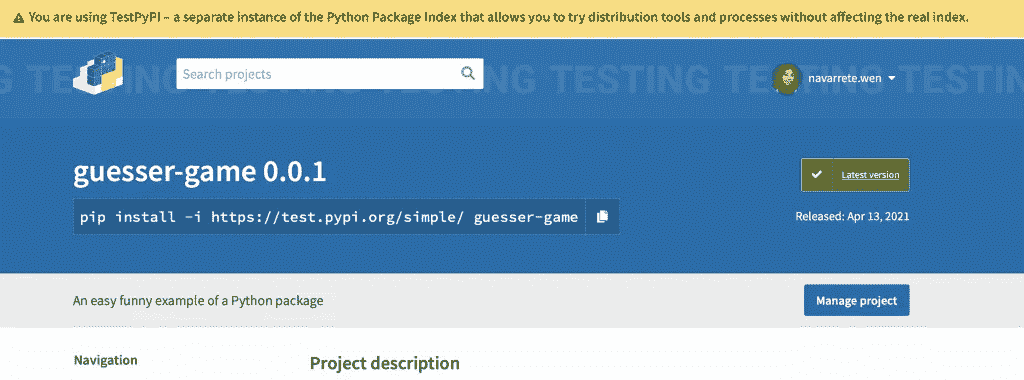 You are using TestPyPI – a separate instance of the Python Package Index that allows you to try distribution tools and processes without affecting the real index.
NG TESTING TESTING TESTING TESTING TESTING TESTIN
Search projects
navarrete.wen
guesser-game 0.0.1
Latest version
pip install -i https://test.pypi.org/simple/ guesser-game
Released: Apr 13, 2021
An easy funny example of a Python package
Manage project
Navigation
Project description